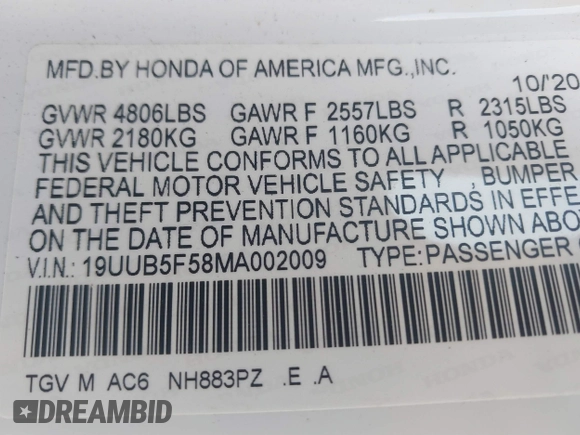 MFD.BY HONDA OF AMERICA MFG.,INC.
10/'20
GVWR 4806LBS GAWR F 2557LBS R 2315LBS
GVWR 2180KG GAWR F 1160KG R 1050KG
THIS VEHICLE CONFORMS TO ALL APPLICABLE
FEDERAL MOTOR VEHICLE SAFETY , BUMPER
AND THEFT PREVENTION STANDARDS IN EFFE
ON THE DATE OF MANUFACTURE SHOWN ABO
V.I.N.: 19UUB5F58MA002009 TYPE:PASSENGER
TGV M AC6 NH883PZ .E .A
DREAMBID